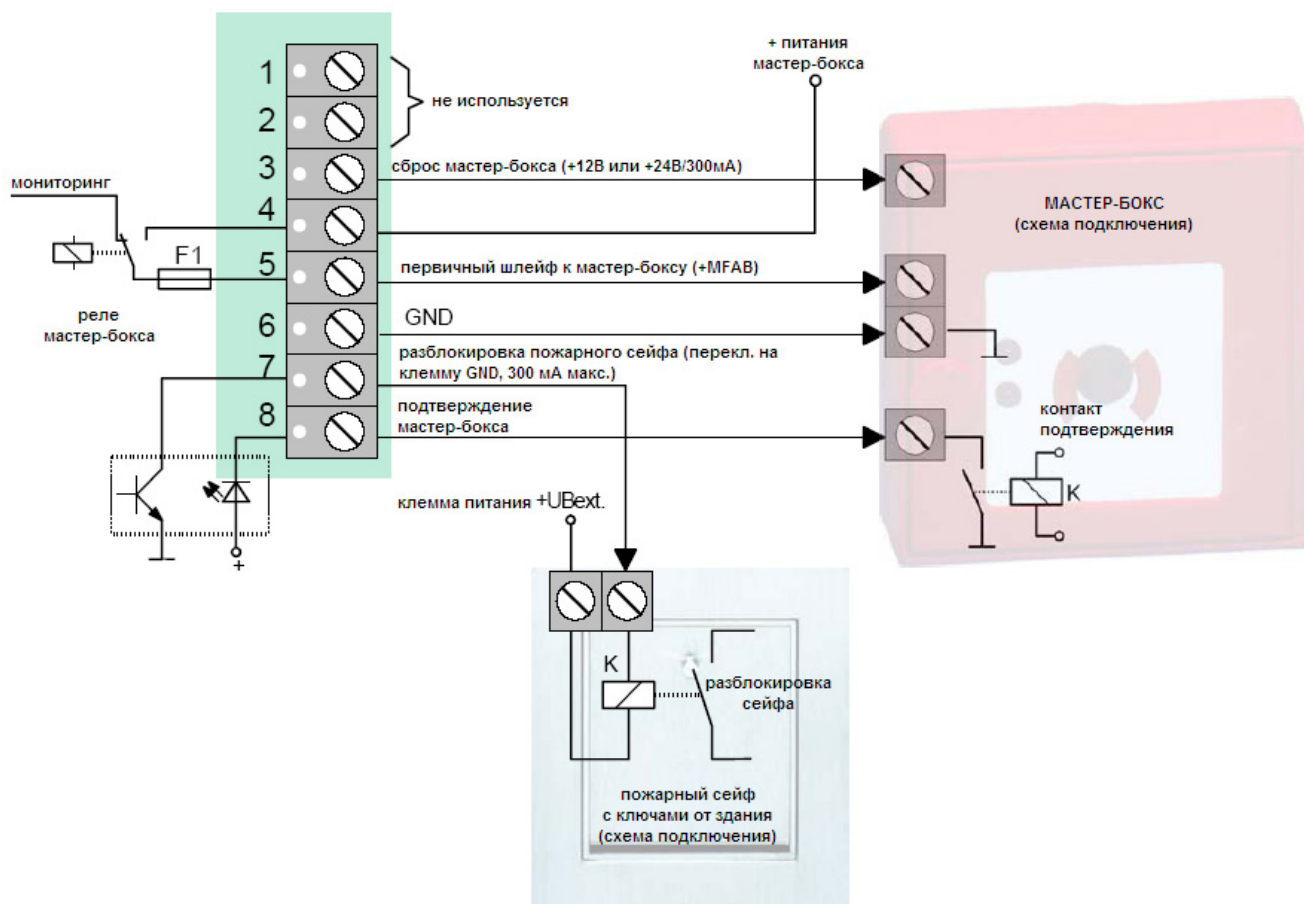 1
2
3
4
5
6
7
8
не используется
+ питания
мастер-бокса
сброс мастер-бокса (+12В или +24В/300мА)
мониторинг
F1
реле
мастер-бокса
первичный шлейф к мастер-боксу (+MFAB)
GND
разблокировка пожарного сейфа (перекл. на
клемму GND, 300 мА макс.)
подтверждение
мастер-бокса
+
МАСТЕР-БОКС
(схема подключения)
контакт
подтверждения
K
клемма питания +UBext.
K
разблокировка
сейфа
пожарный сейф
с ключами от здания
(схема подключения)